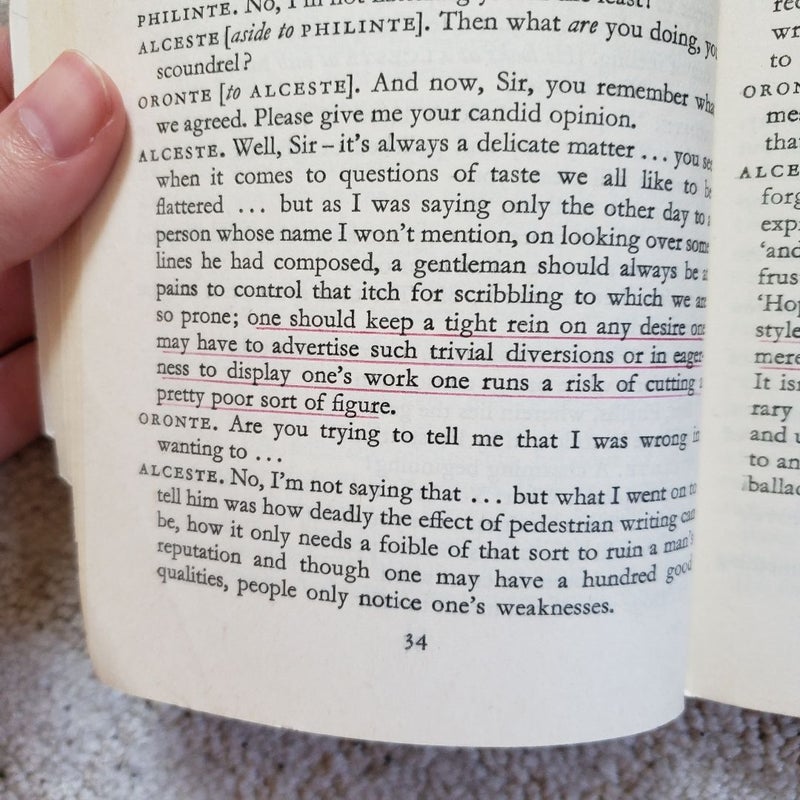 PHILINTE. No, I'm not
ALCESTE [aside to PHILINTE]. Then what are you doing,
scoundrel?
ORONTE [to ALCESTE]. And now, Sir, you remember
we agreed. Please give me your candid opinion.
ALCESTE. Well, Sir – it's always a delicate matter ... you
when it comes to questions of taste we all like to
flattered ... but as I was saying only the other day to
person whose name I won't mention, on looking over some
lines he had composed, a gentleman should always be
pains to control that itch for scribbling to which we
so prone; one should keep a tight rein on any desire one
may have to advertise such trivial diversions or in eager-
ness to display one's work one runs a risk of cutting
pretty poor sort of figure.
ORONTE. Are you trying to tell me that I was wrong in
wanting to ...
ALCESTE. No, I'm not saying that ... but what I went on to
tell him was how deadly the effect of pedestrian writing can
be, how it only needs a foible of that sort to ruin a man's
reputation and though one may have a hundred good
qualities, people only notice one's weaknesses.
34
to
ORON
me
tha
ALCE
forg
exp
'and
frus
'Hop
style
mere
It isn
rary
and
to an
ballad